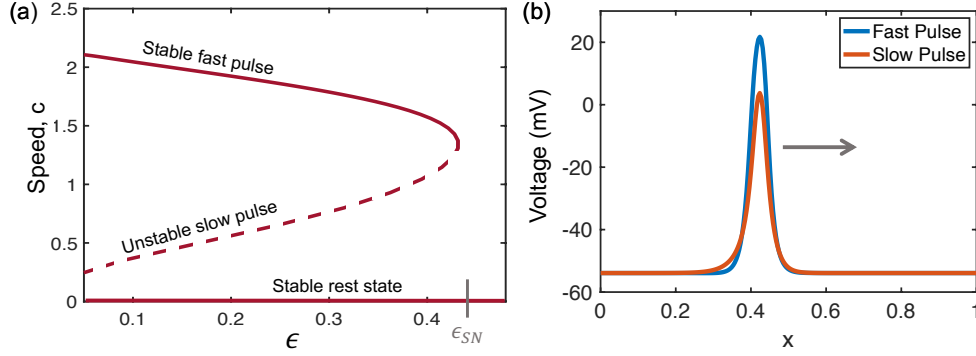 (a)
2.5
2
1.5
1
0.5
0
Speed, c
Stable fast pulse
Unstable slow pulse
Stable rest state
0.1 0.2 0.3 0.4
ϵ
ϵSN
(b)
20
0
-20
-40
-60
Voltage (mV)
Fast Pulse
Slow Pulse
0 0.2 0.4 0.6 0.8 1
x